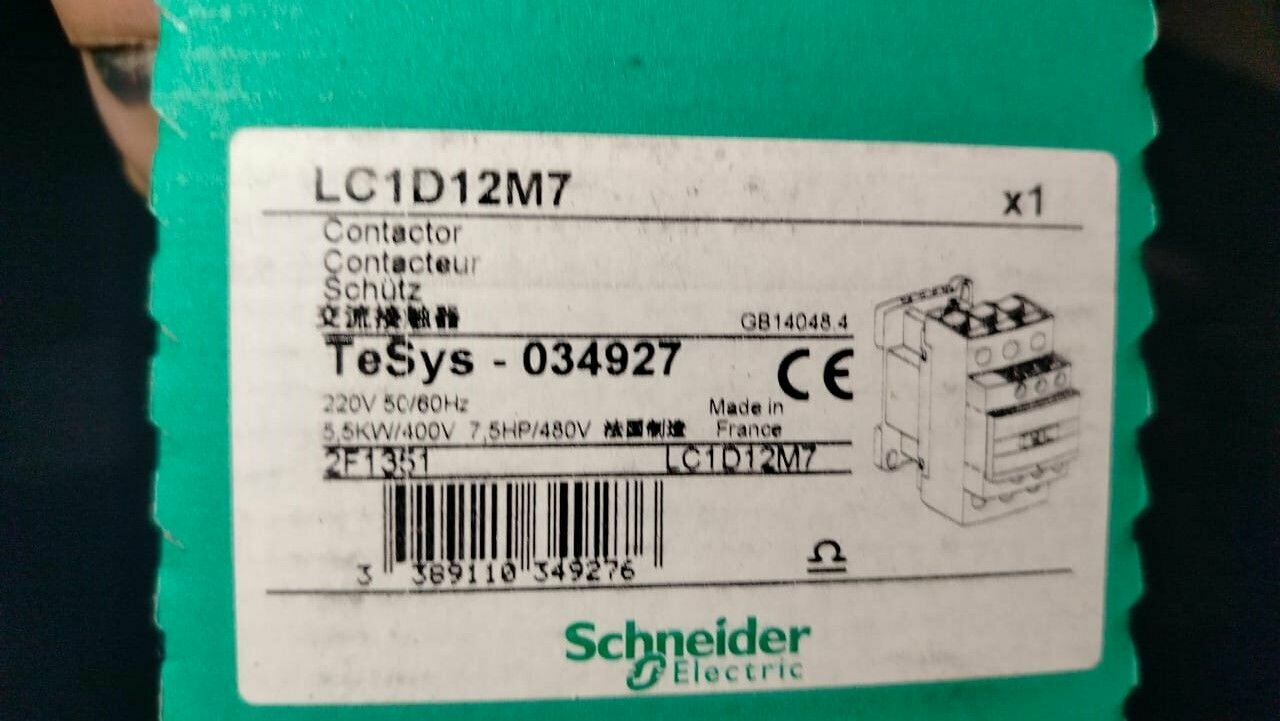 LC1D12M7
x1
Contactor
Contacteur
Schütz
交流接触器
GB14048.4
TeSys - 034927
CE
220V 50/60Hz
Made in
5,5KW/400V 7,5HP/480V 法国制造 France
2F1351
LC1D12M7
3 389110 349276
Schneider
Electric